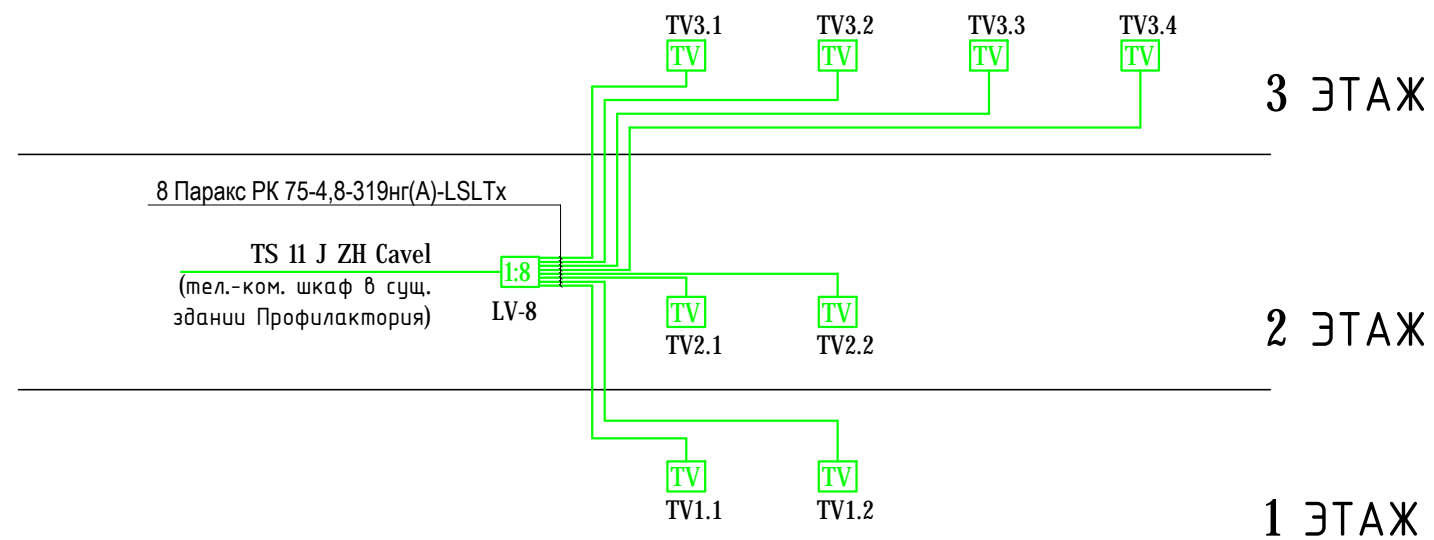 TV3.1 TV3.2 TV3.3 TV3.4
TV TV TV TV
3 ЭТАЖ
8 Паракс РК 75-4,8-319нг(А)-LSLTx
TS 11 J ZH Cavel
(тел.-ком. шкаф в сущ.
здании Профилактория)
1:8
LV-8
TV TV
TV2.1 TV2.2
2 ЭТАЖ
TV TV
TV1.1 TV1.2
1 ЭТАЖ